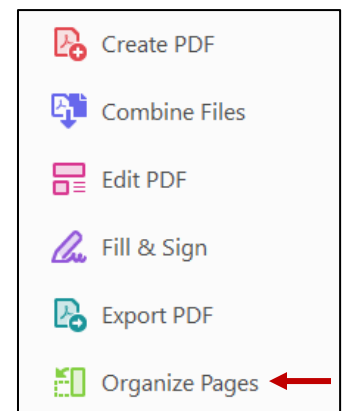 Create PDF
Combine Files
Edit PDF
Fill & Sign
Export PDF
Organize Pages